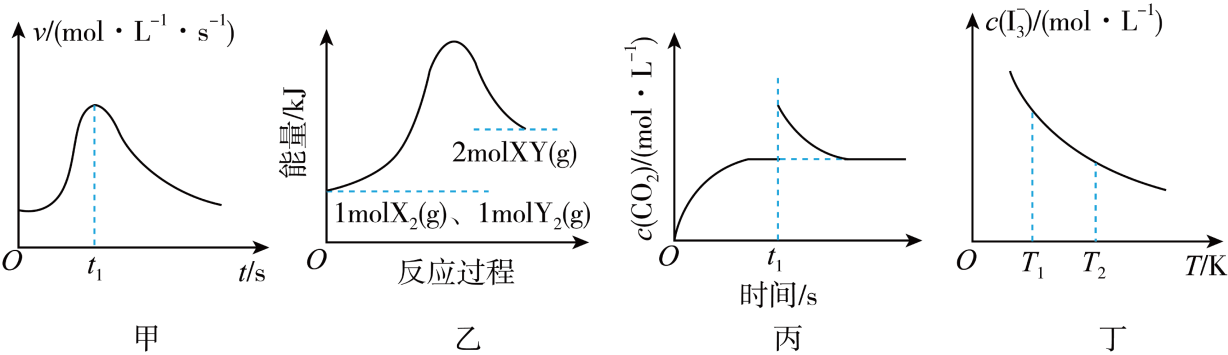 v/(mol·L⁻¹·s⁻¹)
O
t₁
t/s
甲
能量/kJ
2molXY(g)
1molX₂(g)、1molY₂(g)
O
反应过程
乙
c(CO₂)/(mol·L⁻¹)
O
t₁
时间/s
丙
c(I₃⁻)/(mol·L⁻¹)
O
T₁
T₂
T/K
丁